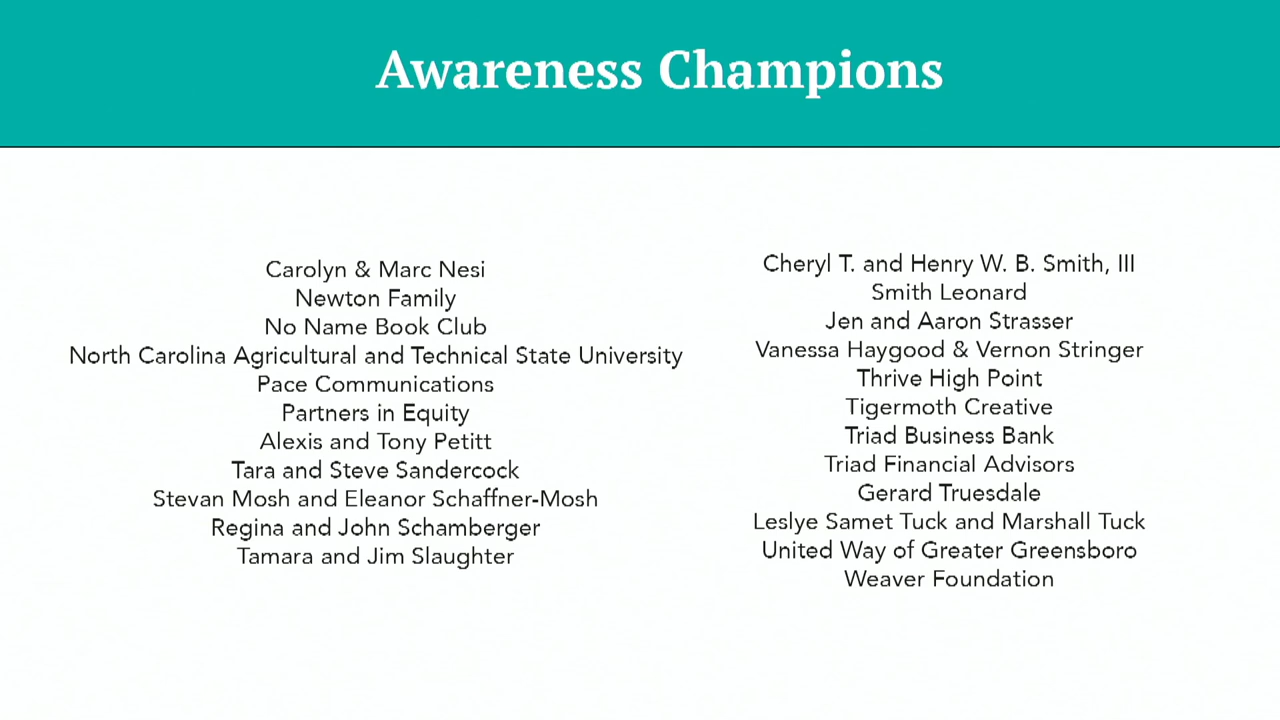 Awareness Champions
Carolyn & Marc Nesi
Newton Family
No Name Book Club
North Carolina Agricultural and Technical State University
Pace Communications
Partners in Equity
Alexis and Tony Petitt
Tara and Steve Sandercock
Stevan Mosh and Eleanor Schaffner-Mosh
Regina and John Schamberger
Tamara and Jim Slaughter
Cheryl T. and Henry W. B. Smith, III
Smith Leonard
Jen and Aaron Strasser
Vanessa Haygood & Vernon Stringer
Thrive High Point
Tigermoth Creative
Triad Business Bank
Triad Financial Advisors
Gerard Truesdale
Leslye Samet Tuck and Marshall Tuck
United Way of Greater Greensboro
Weaver Foundation